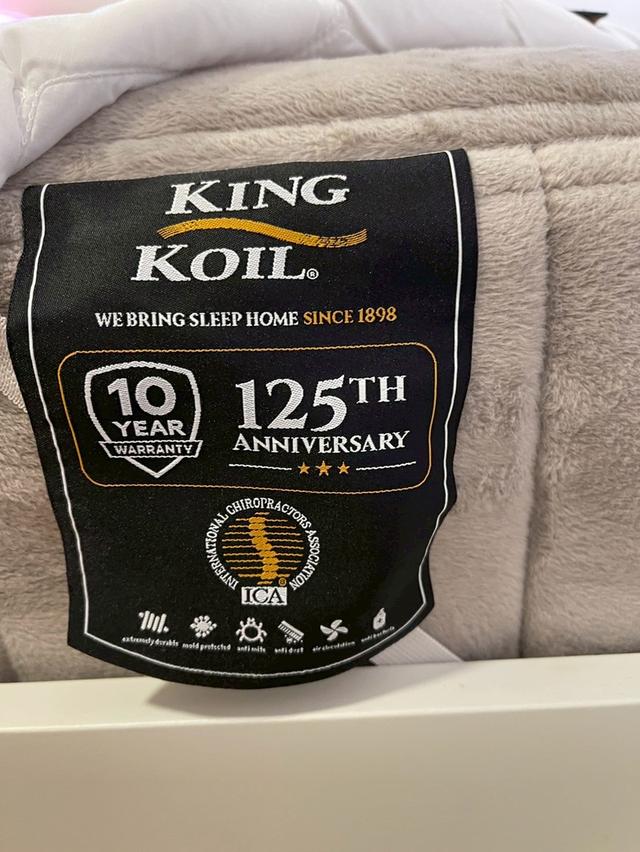 KING
KOIL®
WE BRING SLEEP HOME SINCE 1898
10
YEAR
WARRANTY
125TH
ANNIVERSARY
INTERNATIONAL CHIROPRACTORS ASSOCIATION
ICA®
extremely durable mold protected anti mite anti dust air circulation anti bacteria